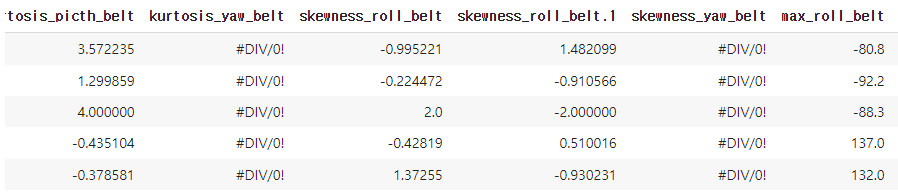 rtosis_picth_belt kurtosis_yaw_belt skewness_roll_belt skewness_roll_belt.1 skewness_yaw_belt max_roll_belt
3.572235 #DIV/0! -0.995221 1.482099 #DIV/0! -80.8
1.299859 #DIV/0! -0.224472 -0.910566 #DIV/0! -92.2
4.000000 #DIV/0! 2.0 -2.000000 #DIV/0! -88.3
-0.435104 #DIV/0! -0.42819 0.510016 #DIV/0! 137.0
-0.378581 #DIV/0! 1.37255 -0.930231 #DIV/0! 132.0